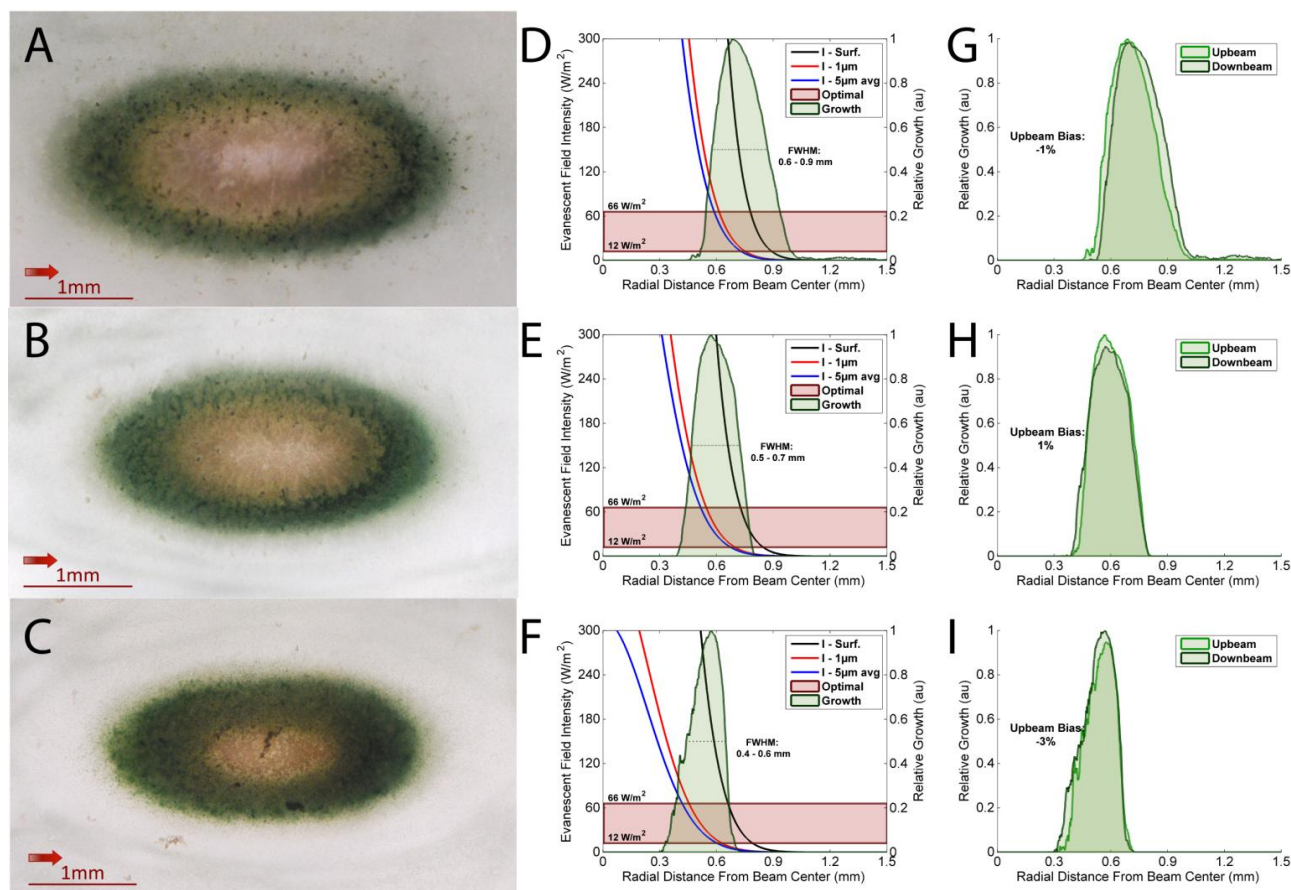 A
1mm
B
1mm
C
1mm
D
300
240
180
120
60
0
Evanescent Field Intensity (W/m²)
1
0.8
0.6
0.4
0.2
0
Relative Growth (au)
I - Surf.
I - 1µm
I - 5µm avg
Optimal
Growth
FWHM:
0.6 - 0.9 mm
66 W/m²
12 W/m²
0 0.3 0.6 0.9 1.2 1.5
Radial Distance From Beam Center (mm)
E
300
240
180
120
60
0
Evanescent Field Intensity (W/m²)
1
0.8
0.6
0.4
0.2
0
Relative Growth (au)
I - Surf.
I - 1µm
I - 5µm avg
Optimal
Growth
FWHM:
0.5 - 0.7 mm
66 W/m²
12 W/m²
0 0.3 0.6 0.9 1.2 1.5
Radial Distance From Beam Center (mm)
F
300
240
180
120
60
0
Evanescent Field Intensity (W/m²)
1
0.8
0.6
0.4
0.2
0
Relative Growth (au)
I - Surf.
I - 1µm
I - 5µm avg
Optimal
Growth
FWHM:
0.4 - 0.6 mm
66 W/m²
12 W/m²
0 0.3 0.6 0.9 1.2 1.5
Radial Distance From Beam Center (mm)
G
1
0.8
0.6
0.4
0.2
0
Relative Growth (au)
Upbeam
Downbeam
Upbeam Bias:
-1%
0 0.3 0.6 0.9 1.2 1.5
Radial Distance From Beam Center (mm)
H
1
0.8
0.6
0.4
0.2
0
Relative Growth (au)
Upbeam
Downbeam
Upbeam Bias:
1%
0 0.3 0.6 0.9 1.2 1.5
Radial Distance From Beam Center (mm)
I
1
0.8
0.6
0.4
0.2
0
Relative Growth (au)
Upbeam
Downbeam
Upbeam Bias:
-3%
0 0.3 0.6 0.9 1.2 1.5
Radial Distance From Beam Center (mm)